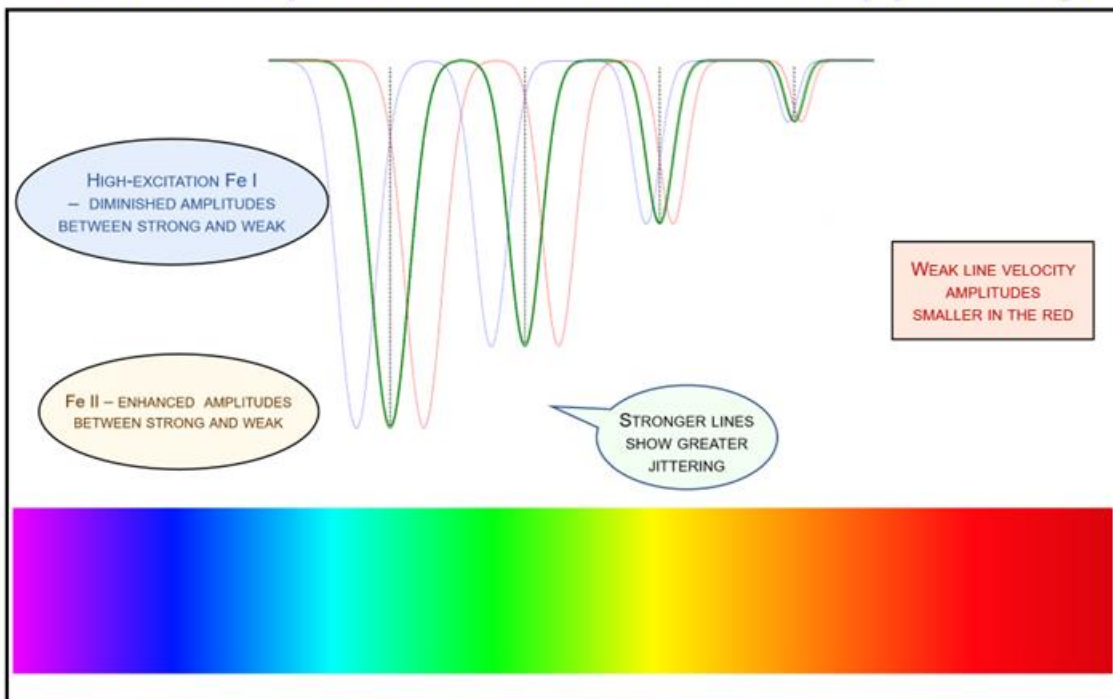 HIGH-EXCITATION Fe I
– DIMINISHED AMPLITUDES
BETWEEN STRONG AND WEAK
WEAK LINE VELOCITY
AMPLITUDES
SMALLER IN THE RED
Fe II – ENHANCED AMPLITUDES
BETWEEN STRONG AND WEAK
STRONGER LINES
SHOW GREATER
JITTERING